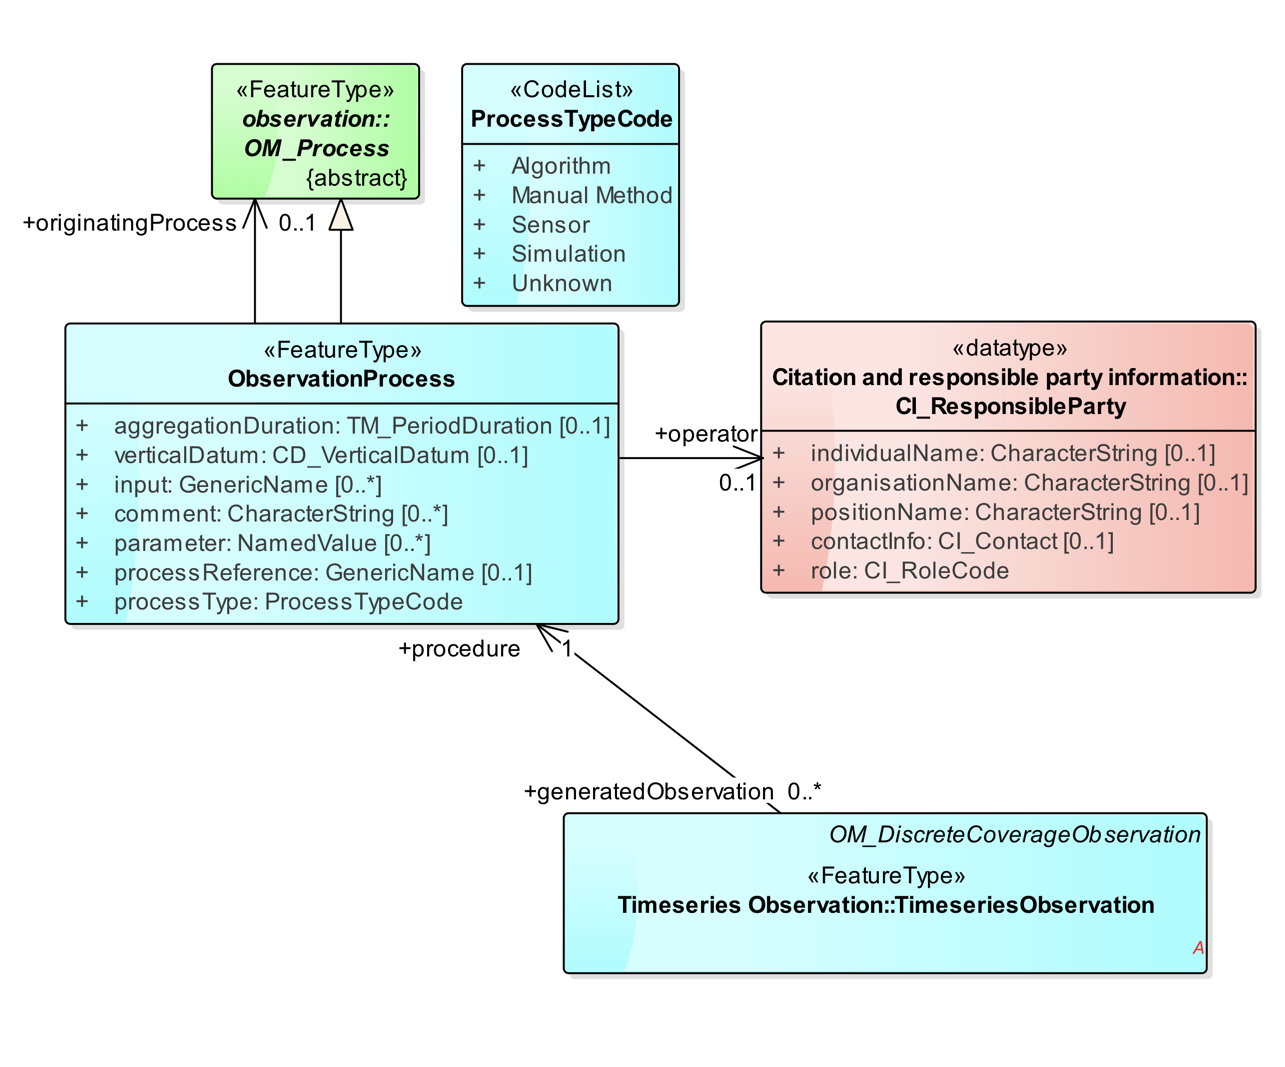 «FeatureType»
observation::
OM_Process
{abstract}
«CodeList»
ProcessTypeCode
+ Algorithm
+ Manual Method
+ Sensor
+ Simulation
+ Unknown
+originatingProcess 0..1
«FeatureType»
ObservationProcess
+ aggregationDuration: TM_PeriodDuration [0..1]
+ verticalDatum: CD_VerticalDatum [0..1]
+ input: GenericName [0..*]
+ comment: CharacterString [0..*]
+ parameter: NamedValue [0..*]
+ processReference: GenericName [0..1]
+ processType: ProcessTypeCode
+operator
0..1
«datatype»
Citation and responsible party information::
CI_ResponsibleParty
+ individualName: CharacterString [0..1]
+ organisationName: CharacterString [0..1]
+ positionName: CharacterString [0..1]
+ contactInfo: CI_Contact [0..1]
+ role: CI_RoleCode
+procedure 1
+generatedObservation 0..*
OM_DiscreteCoverageObservation
«FeatureType»
Timeseries Observation::TimeseriesObservation
A